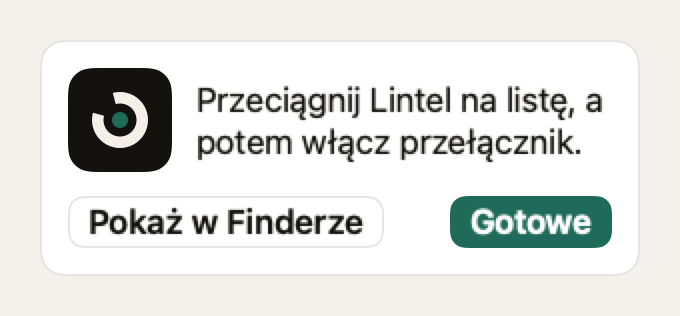 Przeciągnij Lintel na listę, a
potem włącz przełącznik.
Pokaż w Finderze
Gotowe